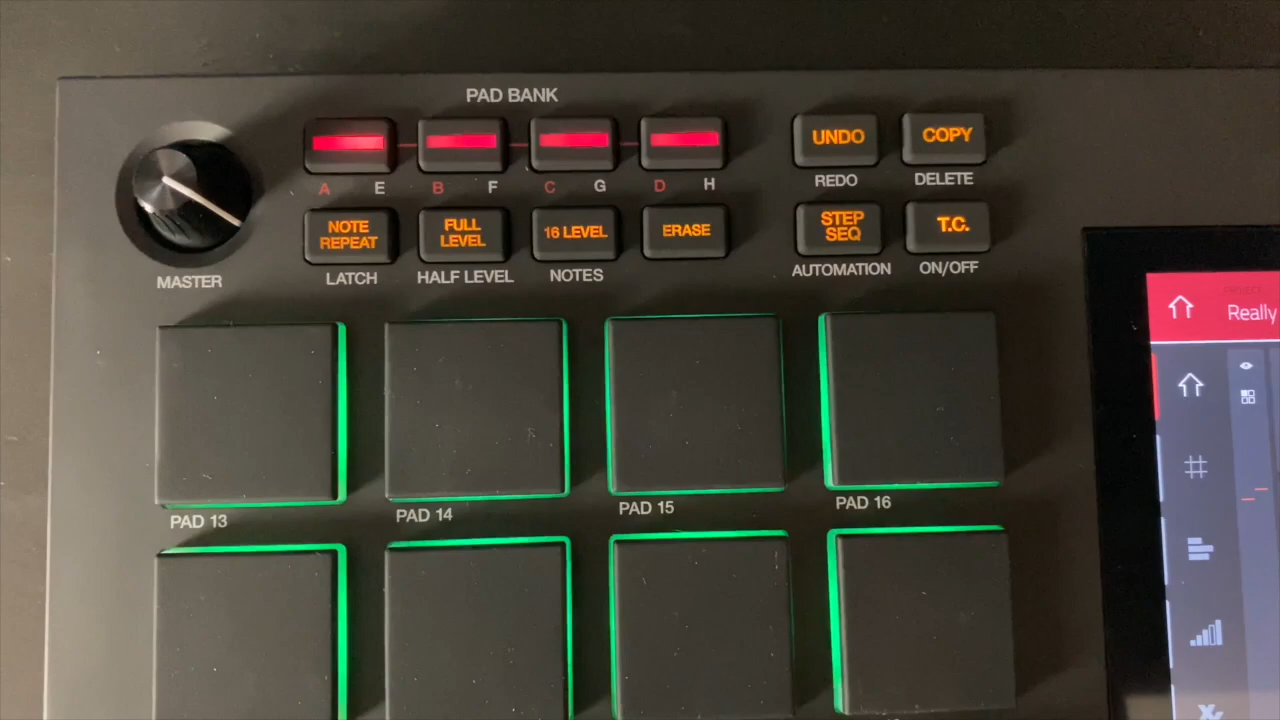 PAD BANK
A E B F C G D H
UNDO COPY
REDO DELETE
NOTE REPEAT
FULL LEVEL
16 LEVEL
ERASE
STEP SEQ
T.C.
MASTER
LATCH HALF LEVEL NOTES
AUTOMATION ON/OFF
PROJECT
Really
PAD 13 PAD 14 PAD 15 PAD 16